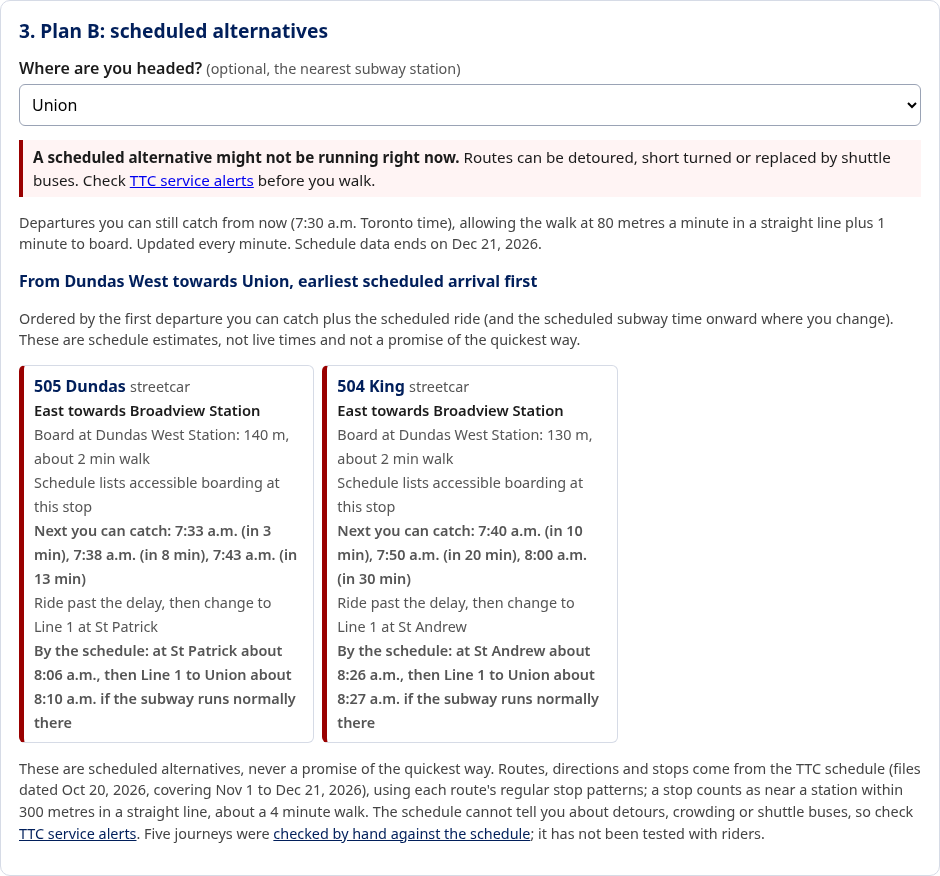 3. Plan B: scheduled alternatives
Where are you headed? (optional, the nearest subway station)
Union
A scheduled alternative might not be running right now. Routes can be detoured, short turned or replaced by shuttle
buses. Check TTC service alerts before you walk.
Departures you can still catch from now (7:30 a.m. Toronto time), allowing the walk at 80 metres a minute in a straight line plus 1
minute to board. Updated every minute. Schedule data ends on Dec 21, 2026.
From Dundas West towards Union, earliest scheduled arrival first
Ordered by the first departure you can catch plus the scheduled ride (and the scheduled subway time onward where you change).
These are schedule estimates, not live times and not a promise of the quickest way.
505 Dundas streetcar
East towards Broadview Station
Board at Dundas West Station: 140 m,
about 2 min walk
Schedule lists accessible boarding at
this stop
Next you can catch: 7:33 a.m. (in 3
min), 7:38 a.m. (in 8 min), 7:43 a.m. (in
13 min)
Ride past the delay, then change to
Line 1 at St Patrick
By the schedule: at St Patrick about
8:06 a.m., then Line 1 to Union about
8:10 a.m. if the subway runs normally
there
504 King streetcar
East towards Broadview Station
Board at Dundas West Station: 130 m,
about 2 min walk
Schedule lists accessible boarding at
this stop
Next you can catch: 7:40 a.m. (in 10
min), 7:50 a.m. (in 20 min), 8:00 a.m.
(in 30 min)
Ride past the delay, then change to
Line 1 at St Andrew
By the schedule: at St Andrew about
8:26 a.m., then Line 1 to Union about
8:27 a.m. if the subway runs normally
there
These are scheduled alternatives, never a promise of the quickest way. Routes, directions and stops come from the TTC schedule (files
dated Oct 20, 2026, covering Nov 1 to Dec 21, 2026), using each route's regular stop patterns; a stop counts as near a station within
300 metres in a straight line, about a 4 minute walk. The schedule cannot tell you about detours, crowding or shuttle buses, so check
TTC service alerts. Five journeys were checked by hand against the schedule; it has not been tested with riders.